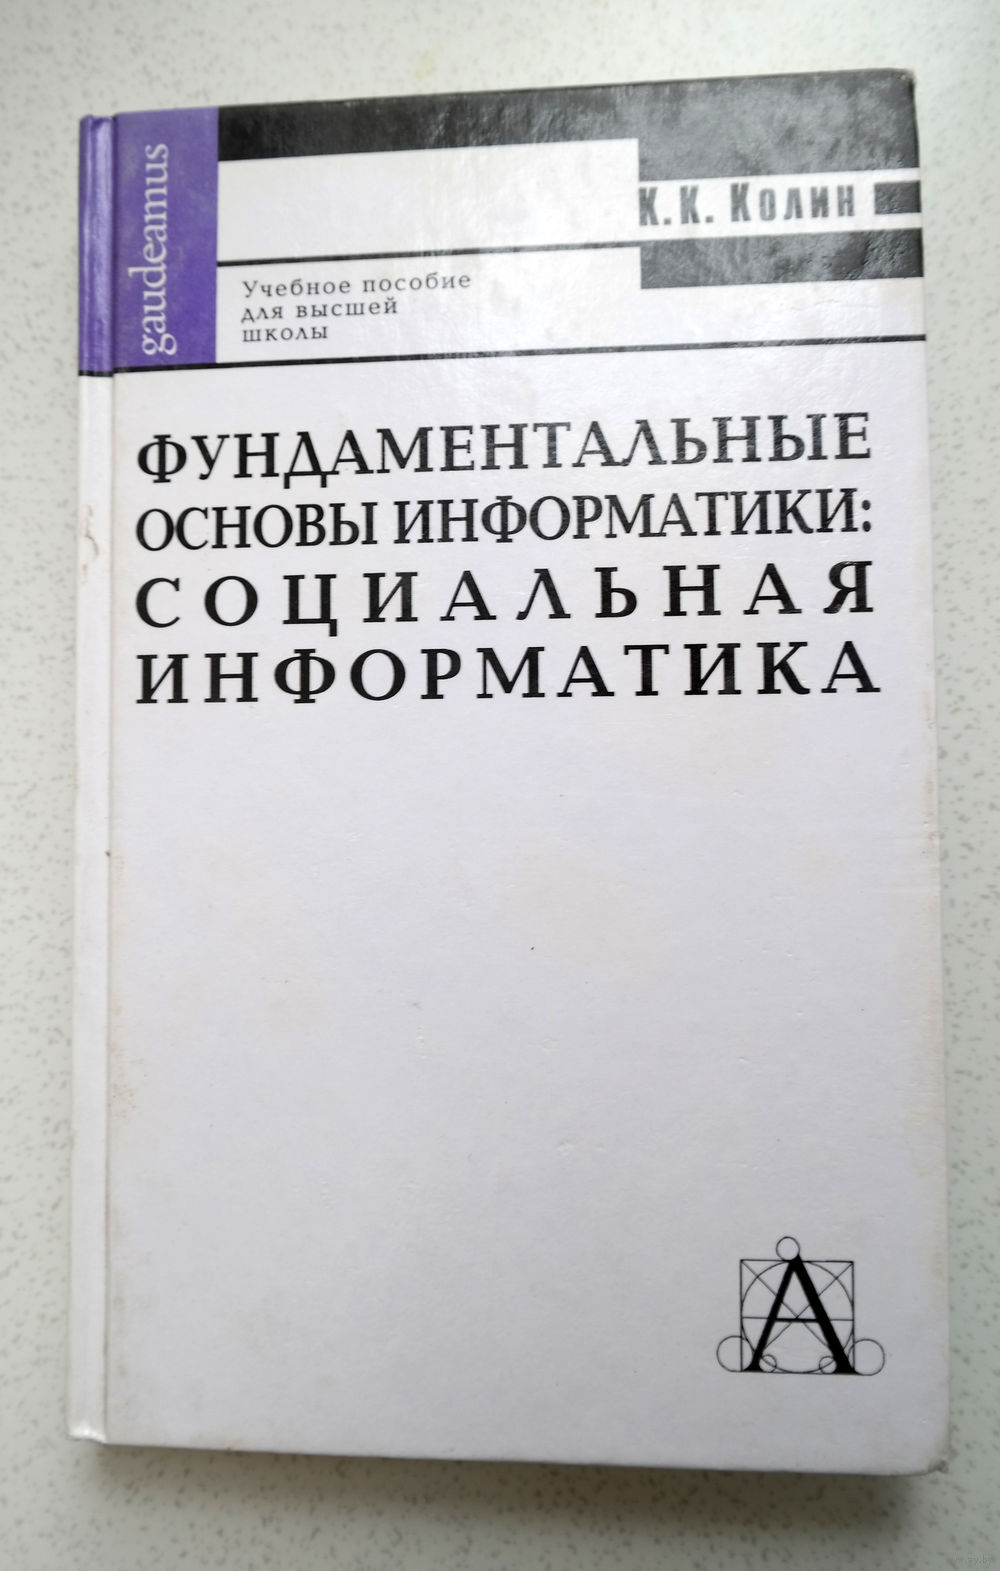 gaudeamus
К.К. Колин
Учебное пособие
для высшей
школы
ФУНДАМЕНТАЛЬНЫЕ
ОСНОВЫ ИНФОРМАТИКИ:
СОЦИАЛЬНАЯ
ИНФОРМАТИКА
А